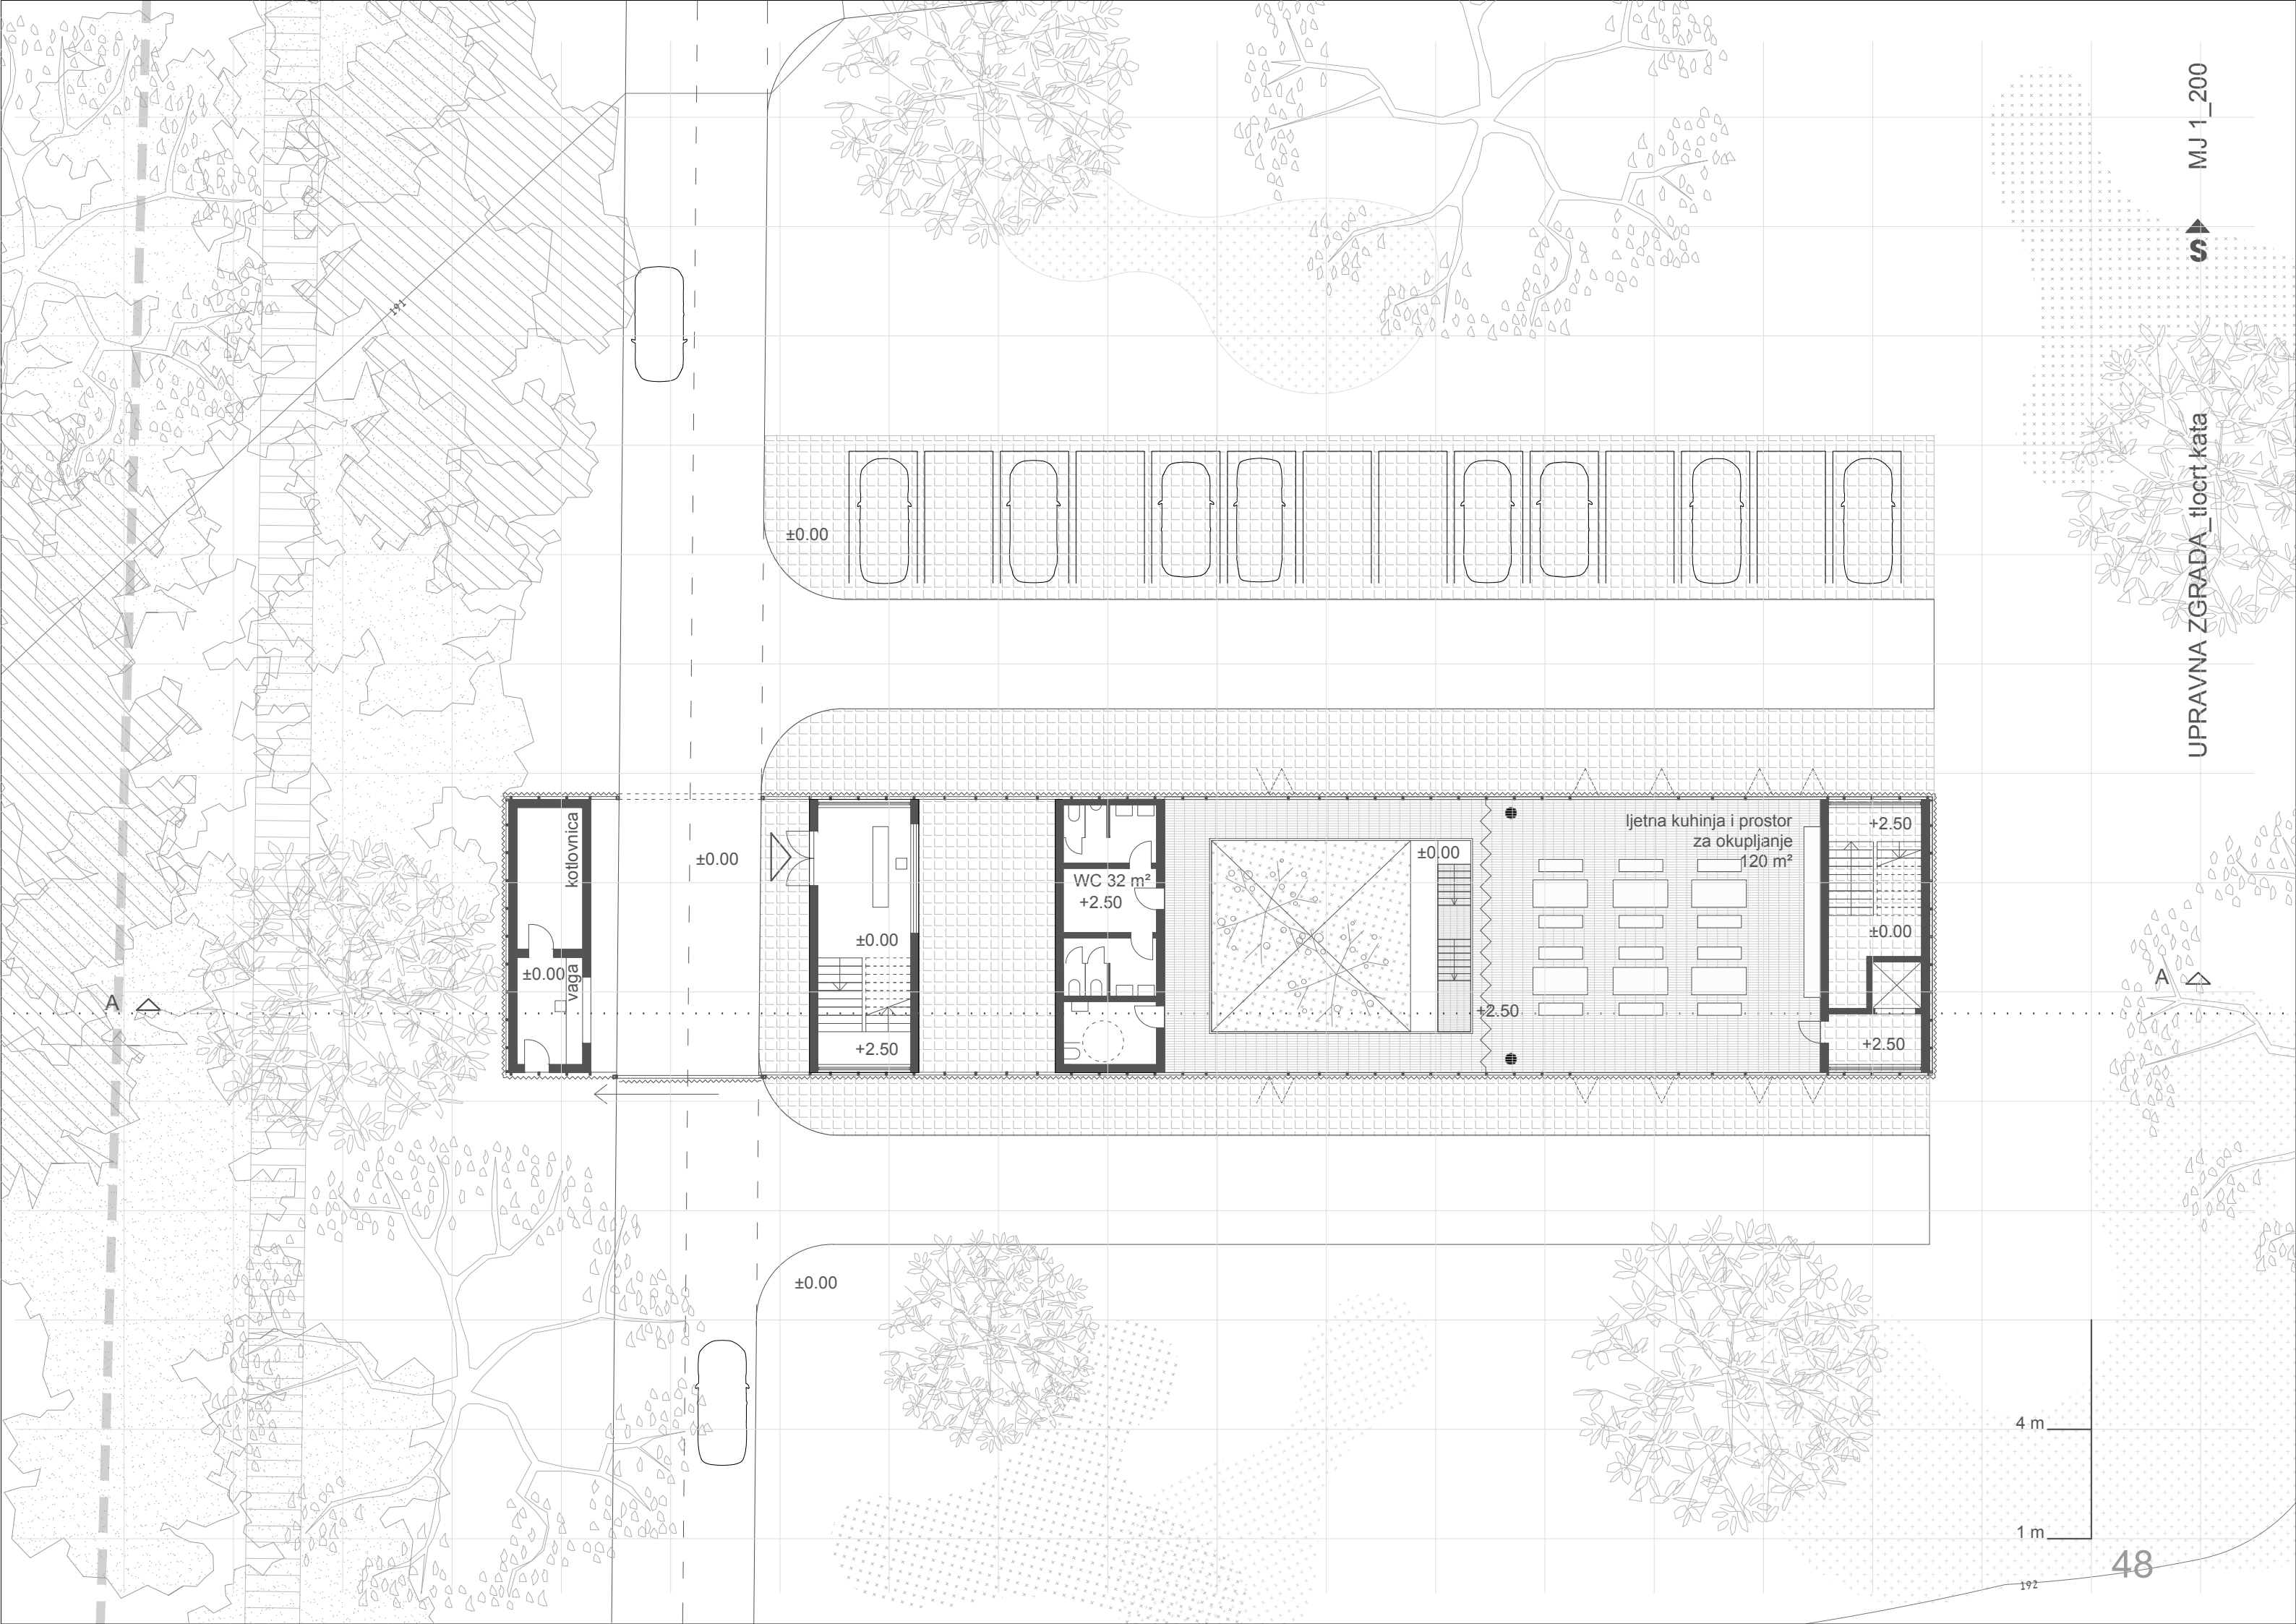 MJ 1_200
S
UPRAVNA ZGRADA_tlocrt kata
191
±0.00
kotlovnica
±0.00
±0.00
vaga
A
±0.00
+2.50
WC 32 m²
+2.50
±0.00
ljetna kuhinja i prostor
za okupljanje
120 m²
+2.50
+2.50
±0.00
+2.50
A
±0.00
4 m
1 m
48
192